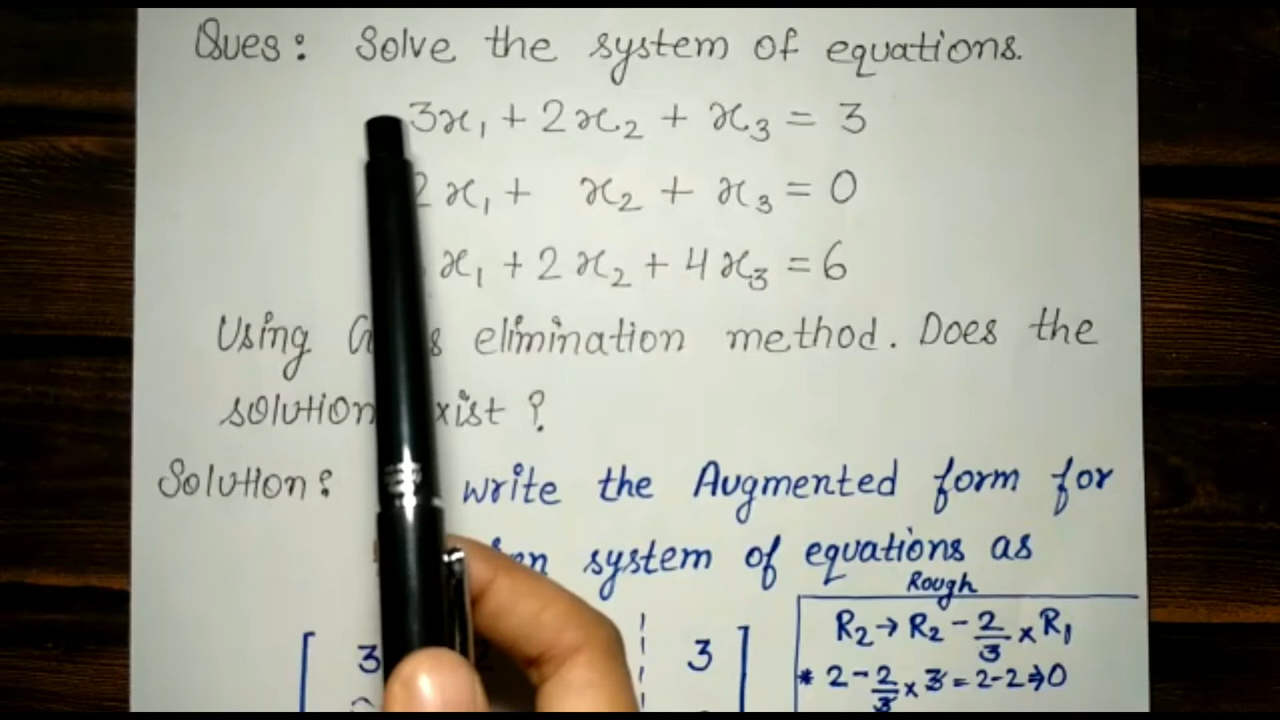 Ques: Solve the system of equations.
3x₁ + 2x₂ + x₃ = 3
2x₁ + x₂ + x₃ = 0
x₁ + 2x₂ + 4x₃ = 6
Using elimination method. Does the
solution ?
Solution: write the Augmented form for
system of equations as
Rough
R₂ → R₂ - 2/3 × R₁
3 3
* 2 - 2/3 × 3 = 2-2 ⇒ 0